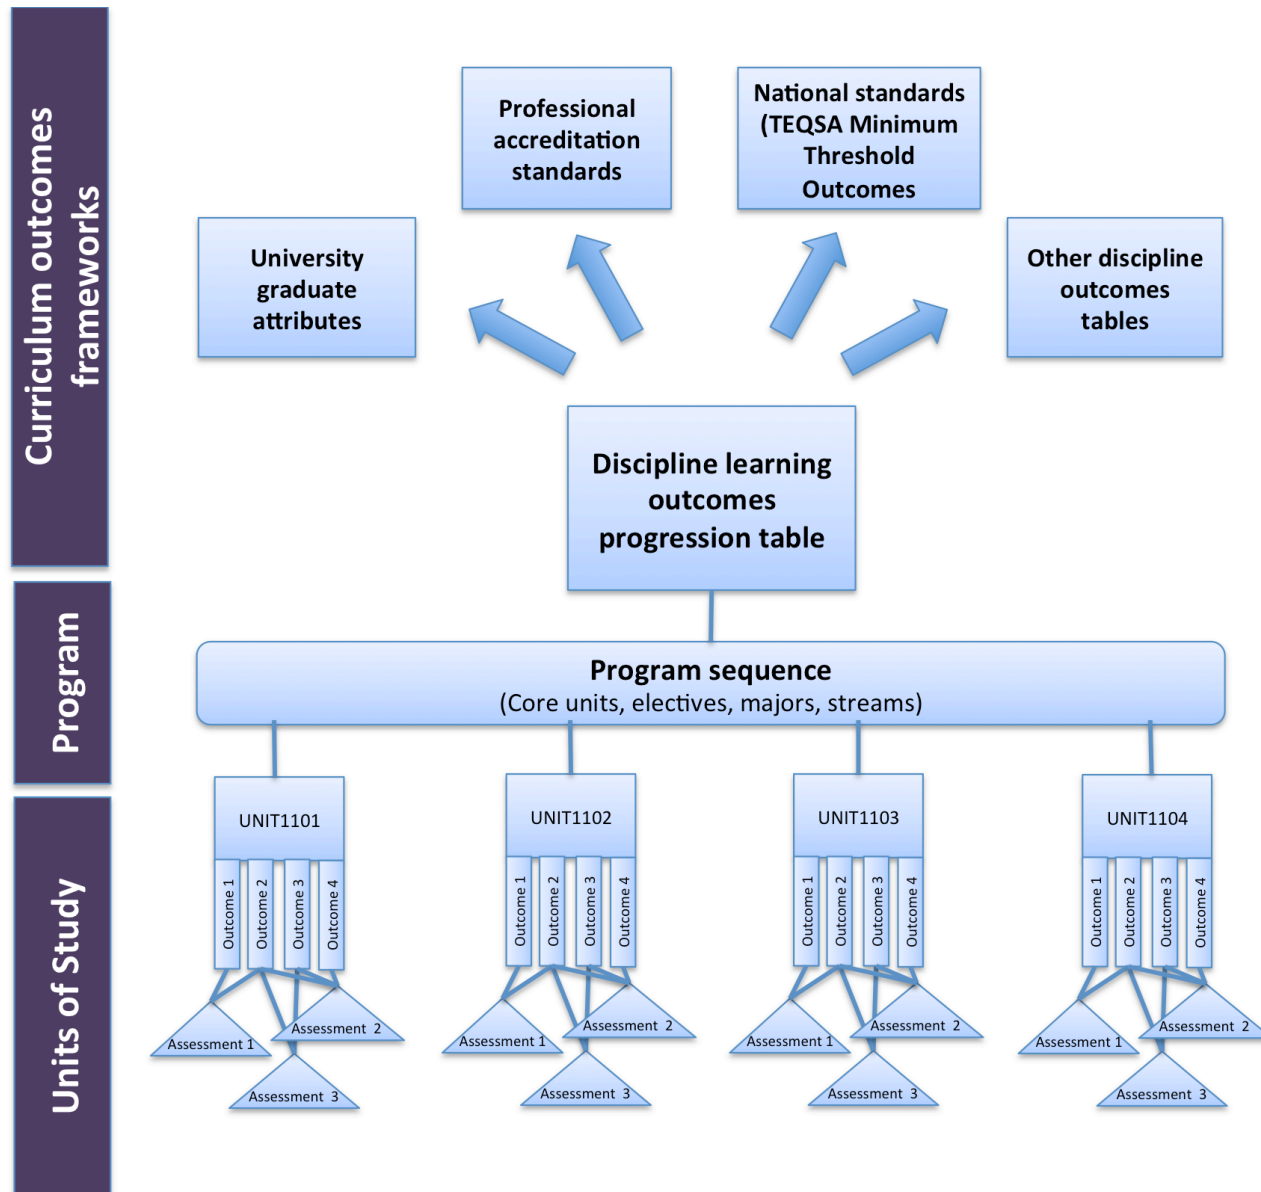 Curriculum outcomes
frameworks
Professional
accreditation
standards
National standards
(TEQSA Minimum
Threshold
Outcomes
University
graduate
attributes
Other discipline
outcomes
tables
Discipline learning
outcomes
progression table
Program
Program sequence
(Core units, electives, majors, streams)
Units of Study
UNIT1101
Outcome 1
Outcome 2
Outcome 3
Outcome 4
Assessment 1
Assessment 2
Assessment 3
UNIT1102
Outcome 1
Outcome 2
Outcome 3
Outcome 4
Assessment 1
Assessment 2
Assessment 3
UNIT1103
Outcome 1
Outcome 2
Outcome 3
Outcome 4
Assessment 1
Assessment 2
Assessment 3
UNIT1104
Outcome 1
Outcome 2
Outcome 3
Outcome 4
Assessment 1
Assessment 2
Assessment 3